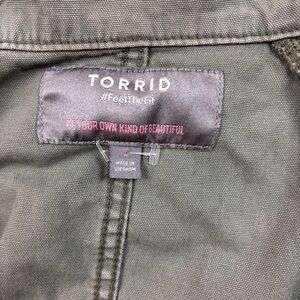 TORRID
#FeelTheFit
BE YOUR OWN KIND OF BEAUTIFUL
MADE IN
VIETNAM